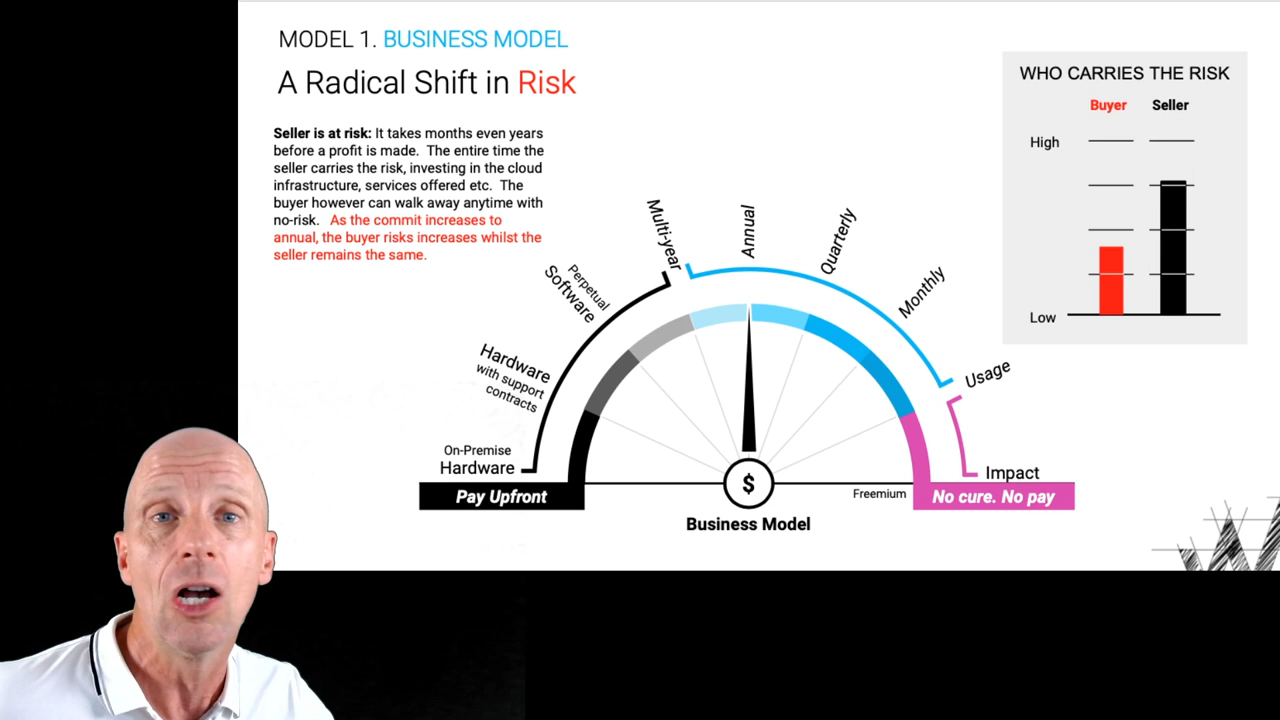 MODEL 1. BUSINESS MODEL
A Radical Shift in Risk
Seller is at risk: It takes months even years
before a profit is made. The entire time the
seller carries the risk, investing in the cloud
infrastructure, services offered etc. The
buyer however can walk away anytime with
no-risk. As the commit increases to
annual, the buyer risks increases whilst the
seller remains the same.
WHO CARRIES THE RISK
Buyer
Seller
High
Low
On-Premise
Hardware
Hardware
with support
contracts
Perpetual
Software
Multi-year
Annual
Quarterly
Monthly
Usage
Impact
Pay Upfront
$
Freemium
No cure. No pay
Business Model
W